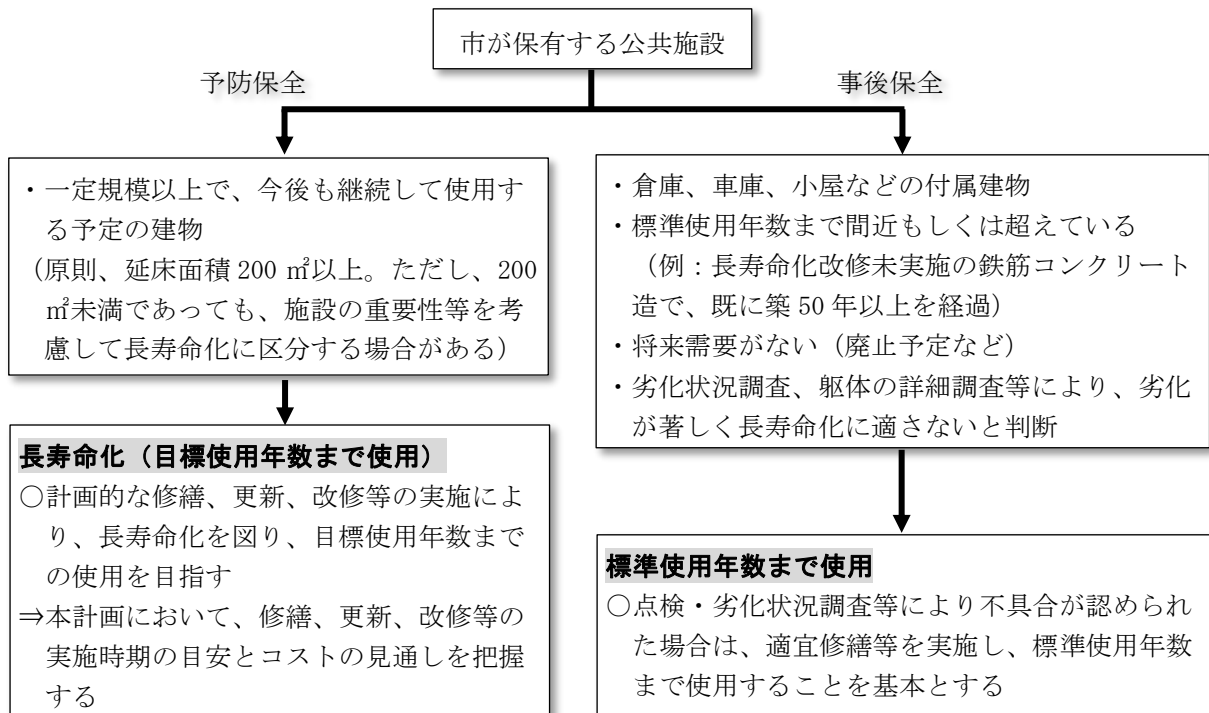 市が保有する公共施設
予防保全
事後保全
・一定規模以上で、今後も継続して使用す
る予定の建物
(原則、延床面積 200 ㎡以上。ただし、200
㎡未満であっても、施設の重要性等を考
慮して長寿命化に区分する場合がある)
長寿命化（目標使用年数まで使用）
○計画的な修繕、更新、改修等の実施によ
り、長寿命化を図り、目標使用年数まで
の使用を目指す
⇒本計画において、修繕、更新、改修等の
実施時期の目安とコストの見通しを把握
する
・倉庫、車庫、小屋などの付属建物
・標準使用年数まで間近もしくは超えている
（例：長寿命化改修未実施の鉄筋コンクリート
造で、既に築 50 年以上を経過）
・将来需要がない（廃止予定など）
・劣化状況調査、躯体の詳細調査等により、劣化
が著しく長寿命化に適さないと判断
標準使用年数まで使用
○点検・劣化状況調査等により不具合が認められ
た場合は、適宜修繕等を実施し、標準使用年数
まで使用することを基本とする